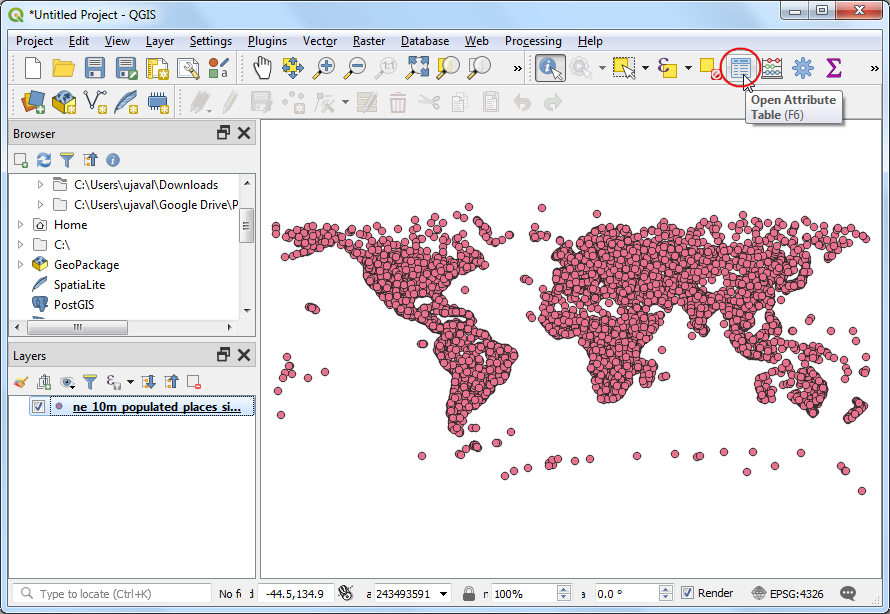 *Untitled Project - QGIS
Project Edit View Layer Settings Plugins Vector Raster Database Web Processing Help
1:1
»
»
Open Attribute
Table (F6)
Browser
C:\Users\ujaval\Downloads
C:\Users\ujaval\Google Drive\P
Home
C:\
GeoPackage
SpatiaLite
PostGIS
Layers
ne_10m_populated_places_si...
Type to locate (Ctrl+K) No f -44.5,134.9 a 243493591 100% a 0.0 ° Render EPSG:4326